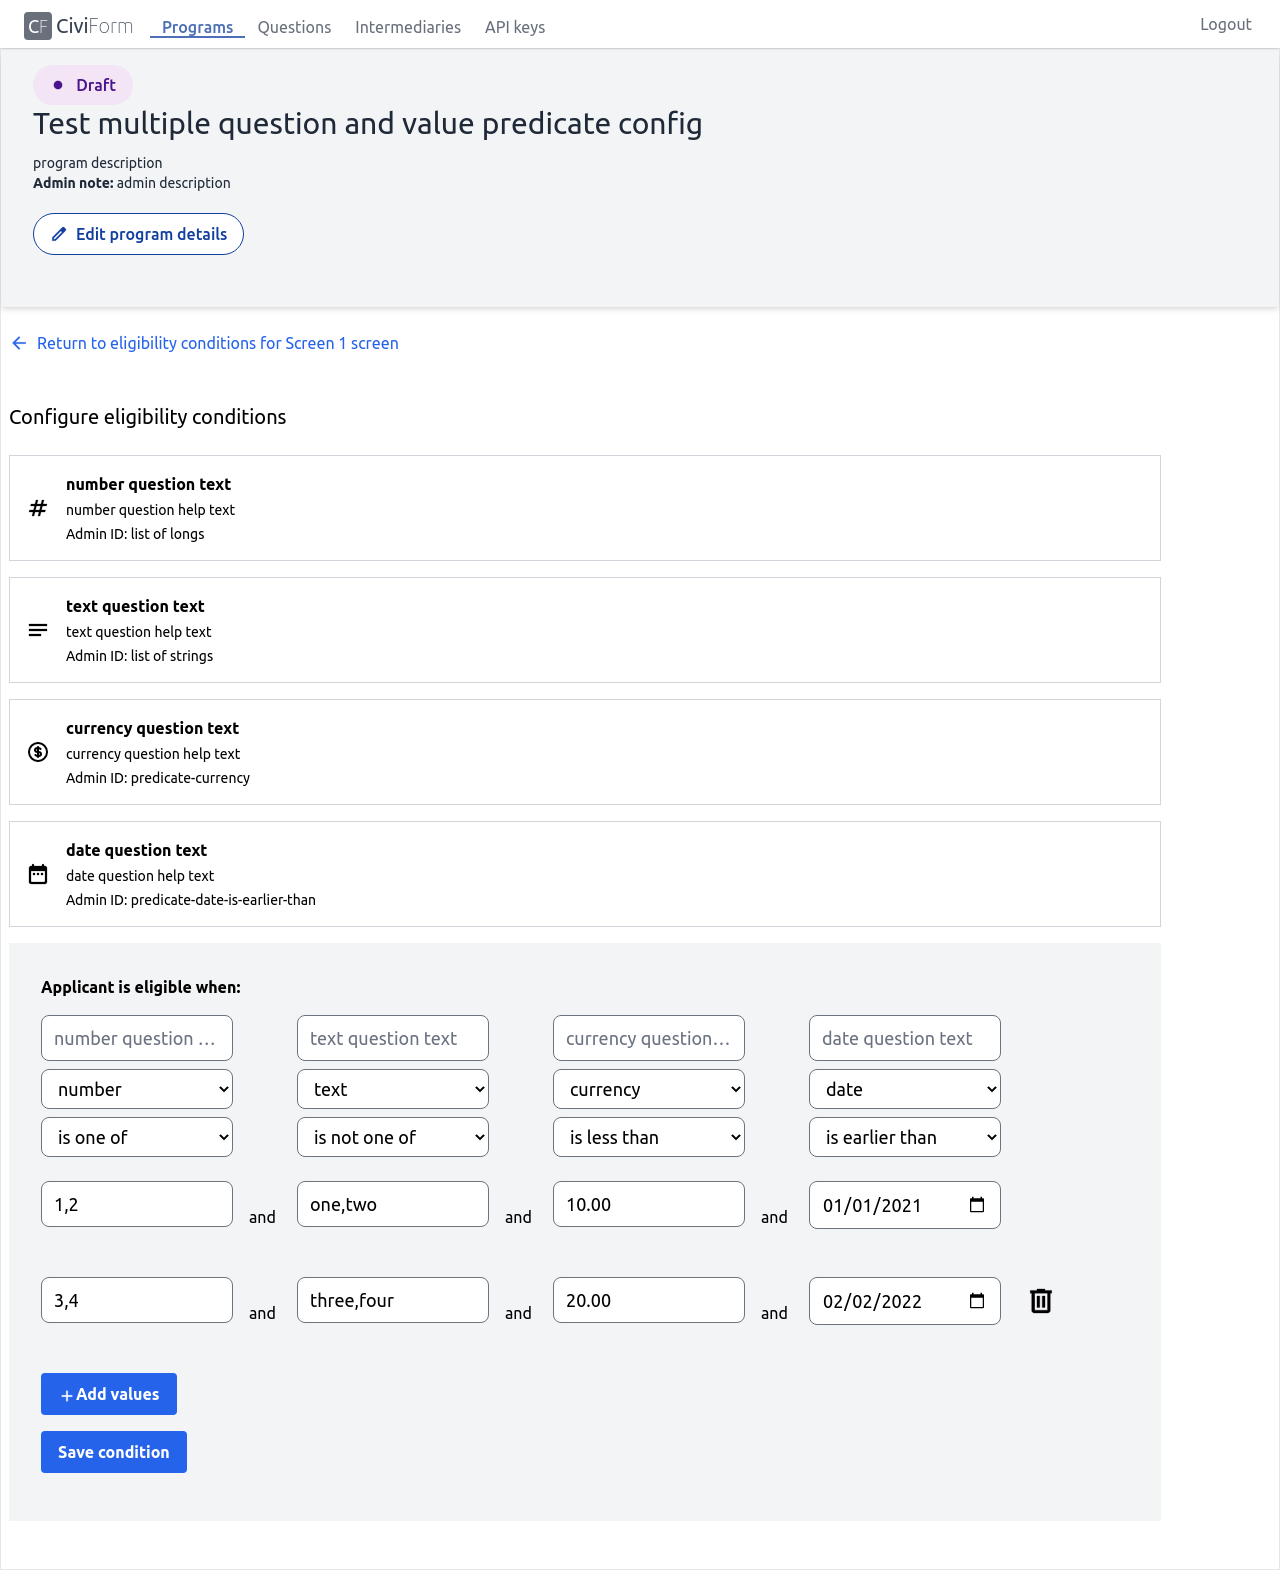 CF CiviForm Programs Questions Intermediaries API keys Logout
Draft
Test multiple question and value predicate config
program description
Admin note: admin description
Edit program details
Return to eligibility conditions for Screen 1 screen
Configure eligibility conditions
number question text
number question help text
Admin ID: list of longs
text question text
text question help text
Admin ID: list of strings
currency question text
currency question help text
Admin ID: predicate-currency
date question text
date question help text
Admin ID: predicate-date-is-earlier-than
Applicant is eligible when:
number question ... text question text currency question... date question text
number text currency date
is one of is not one of is less than is earlier than
1,2 and one,two and 10.00 and 01/01/2021
3,4 and three,four and 20.00 and 02/02/2022
+ Add values
Save condition